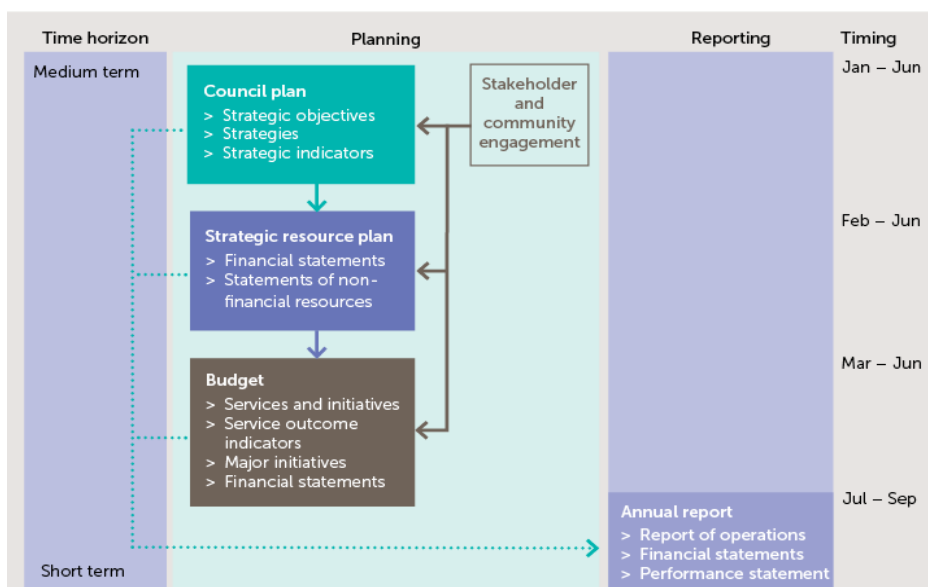 Time horizon
Planning
Reporting
Timing
Medium term
Jan – Jun
Council plan
> Strategic objectives
> Strategies
> Strategic indicators
Stakeholder
and
community
engagement
Feb – Jun
Strategic resource plan
> Financial statements
> Statements of non-
financial resources
Mar – Jun
Budget
> Services and initiatives
> Service outcome
indicators
> Major initiatives
> Financial statements
Jul – Sep
Annual report
> Report of operations
> Financial statements
> Performance statement
Short term